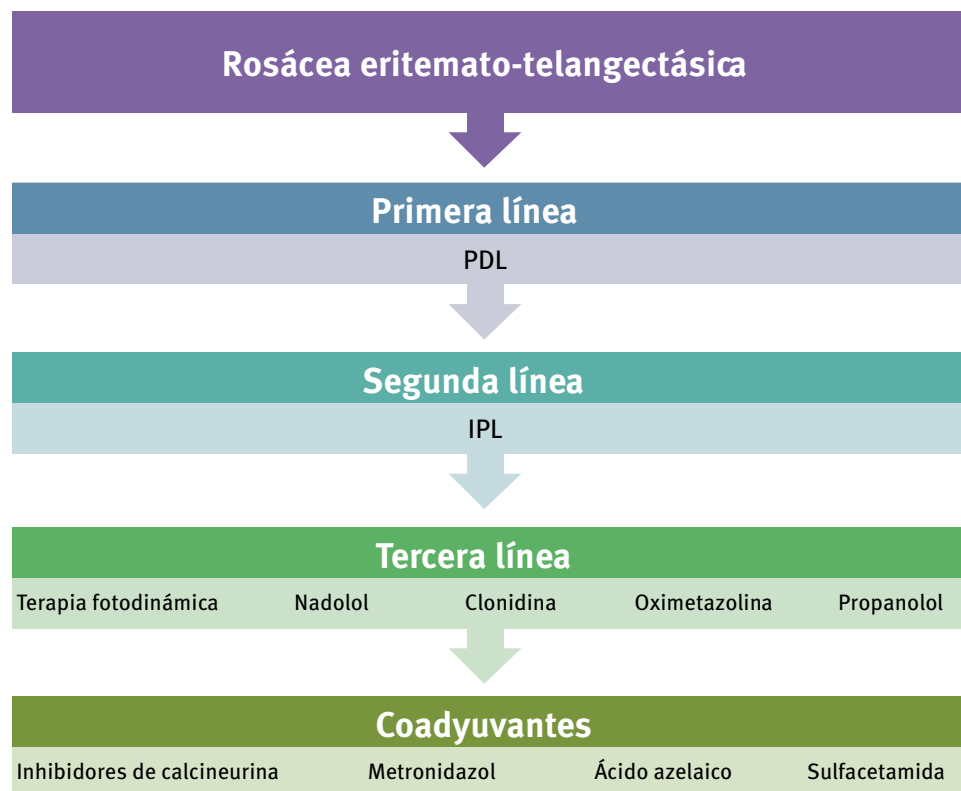 Rosácea eritemato-telangectásica
Primera línea
PDL
Segunda línea
IPL
Tercera línea
Terapia fotodinámica Nadolol Clonidina Oximetazolina Propanolol
Coadyuvantes
Inhibidores de calcineurina Metronidazol Ácido azelaico Sulfacetamida